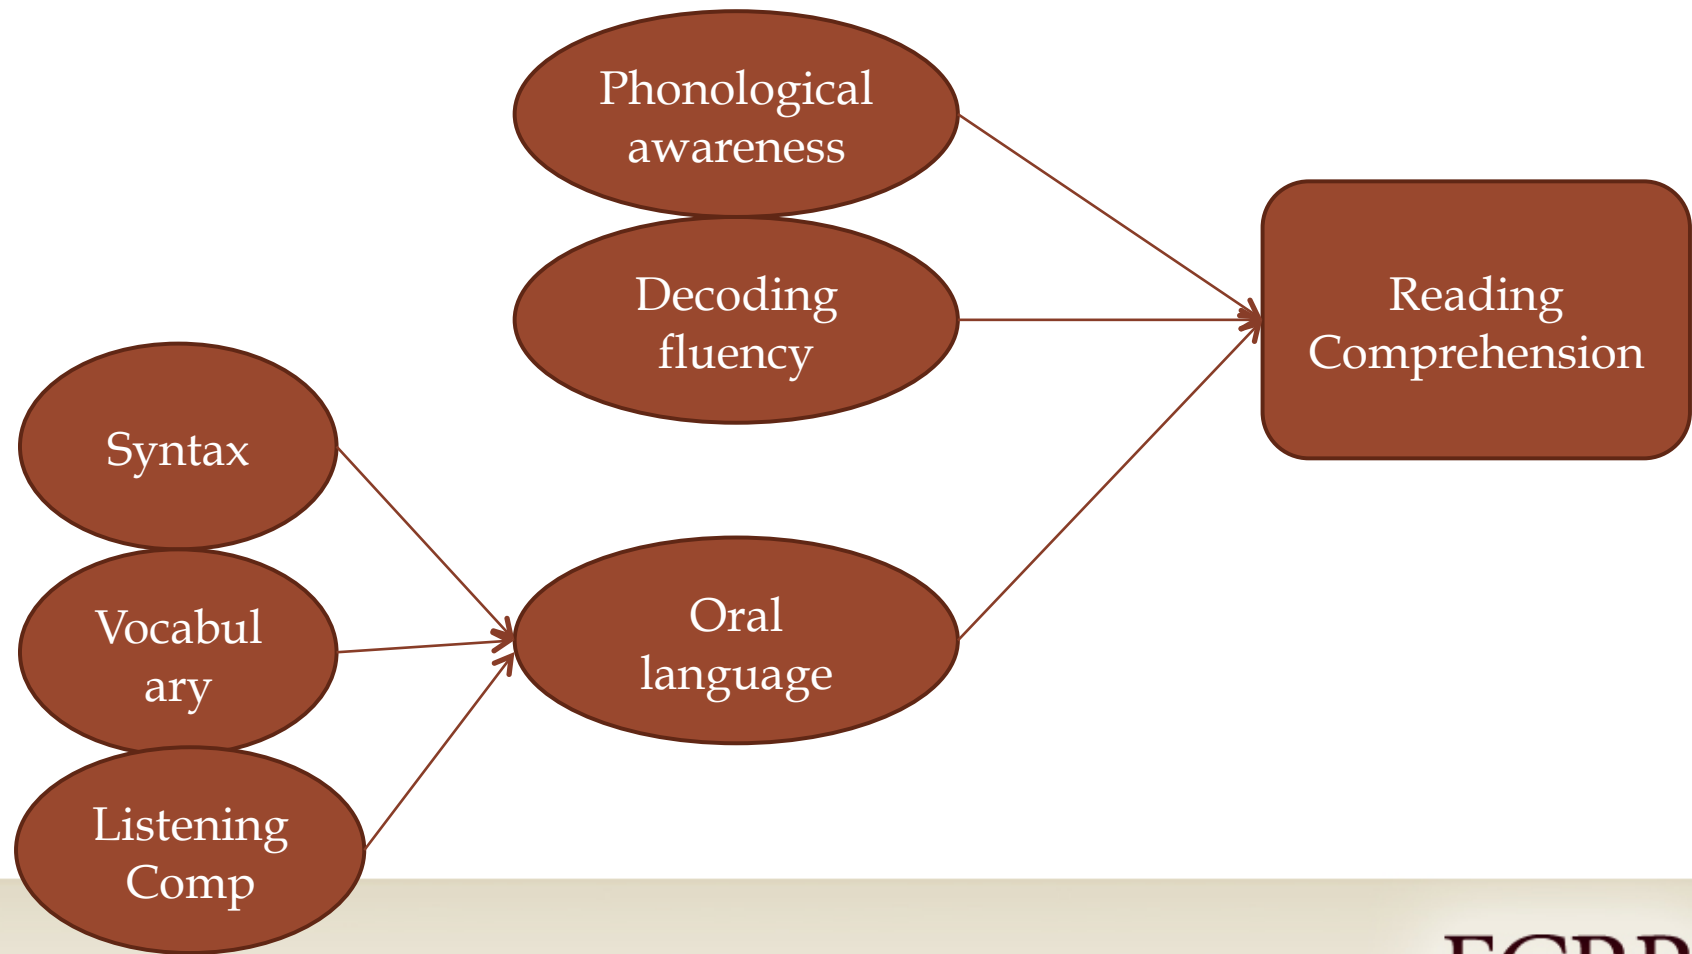 Phonological
awareness
Decoding
fluency
Reading
Comprehension
Syntax
Vocabul
ary
Oral
language
Listening
Comp